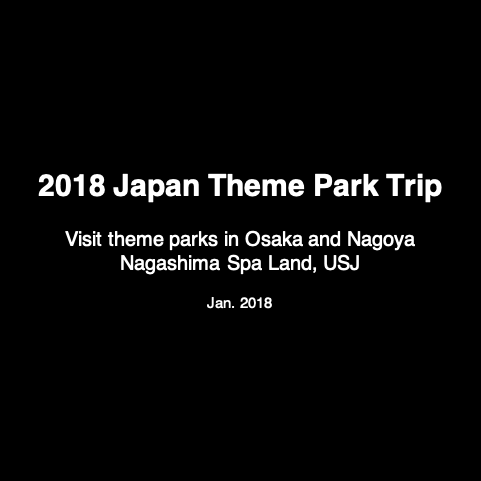 2018 Japan Theme Park Trip
Visit theme parks in Osaka and Nagoya
Nagashima Spa Land, USJ
Jan. 2018